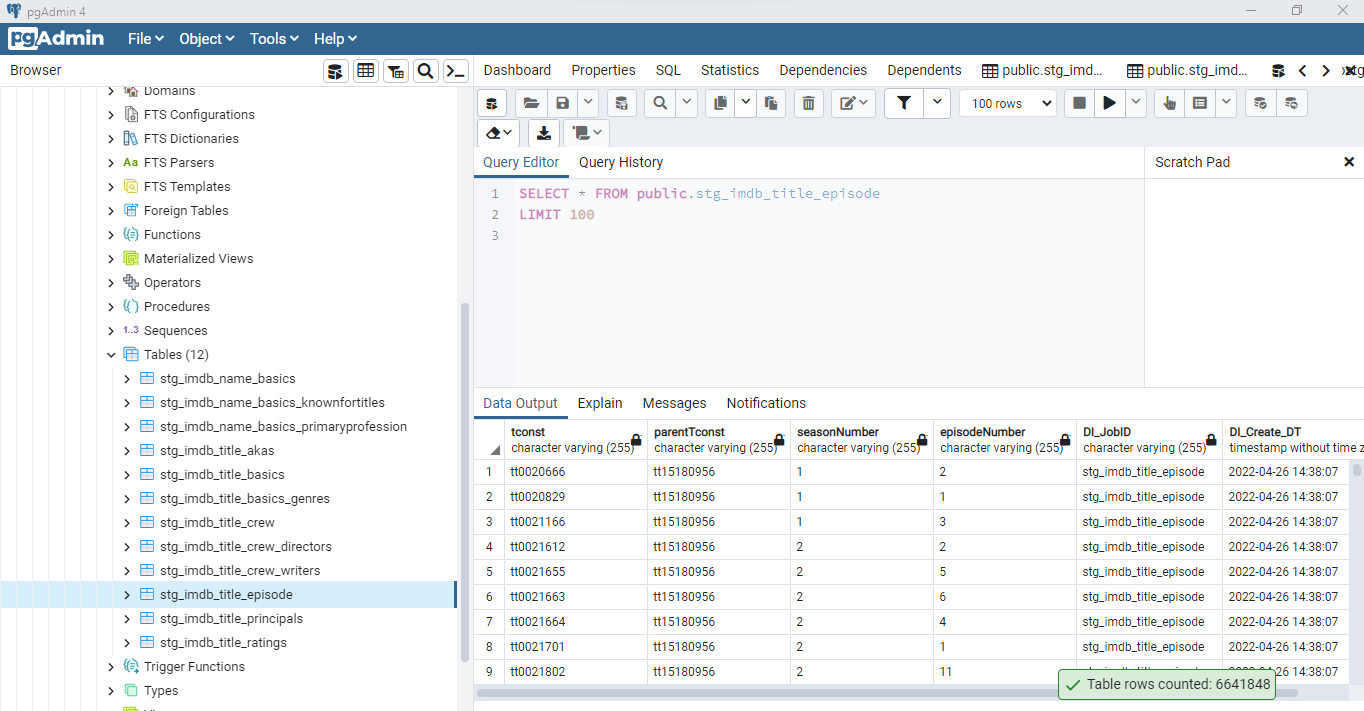 pgAdmin 4
pgAdmin File Object Tools Help
Browser
Dashboard Properties SQL Statistics Dependencies Dependents public.stg_imd... public.stg_imd...
Domains
FTS Configurations
FTS Dictionaries
Aa FTS Parsers
FTS Templates
Foreign Tables
Functions
Materialized Views
Operators
Procedures
1..3 Sequences
Tables (12)
stg_imdb_name_basics
stg_imdb_name_basics_knownfortitles
stg_imdb_name_basics_primaryprofession
stg_imdb_title_akas
stg_imdb_title_basics
stg_imdb_title_basics_genres
stg_imdb_title_crew
stg_imdb_title_crew_directors
stg_imdb_title_crew_writers
stg_imdb_title_episode
stg_imdb_title_principals
stg_imdb_title_ratings
Trigger Functions
Types
100 rows
Query Editor Query History
Scratch Pad
1 SELECT * FROM public.stg_imdb_title_episode
2 LIMIT 100
3
Data Output Explain Messages Notifications
tconst parentTconst seasonNumber episodeNumber DI_JobID DI_Create_DT
character varying (255) character varying (255) character varying (255) character varying (255) character varying (255) timestamp without time z
1 tt0020666 tt15180956 1 2 stg_imdb_title_episode 2022-04-26 14:38:07
2 tt0020829 tt15180956 1 1 stg_imdb_title_episode 2022-04-26 14:38:07
3 tt0021166 tt15180956 1 3 stg_imdb_title_episode 2022-04-26 14:38:07
4 tt0021612 tt15180956 2 2 stg_imdb_title_episode 2022-04-26 14:38:07
5 tt0021655 tt15180956 2 5 stg_imdb_title_episode 2022-04-26 14:38:07
6 tt0021663 tt15180956 2 6 stg_imdb_title_episode 2022-04-26 14:38:07
7 tt0021664 tt15180956 2 4 stg_imdb_title_episode 2022-04-26 14:38:07
8 tt0021701 tt15180956 2 1 stg_imdb_title_episode 2022-04-26 14:38:07
9 tt0021802 tt15180956 2 11
Table rows counted: 6641848